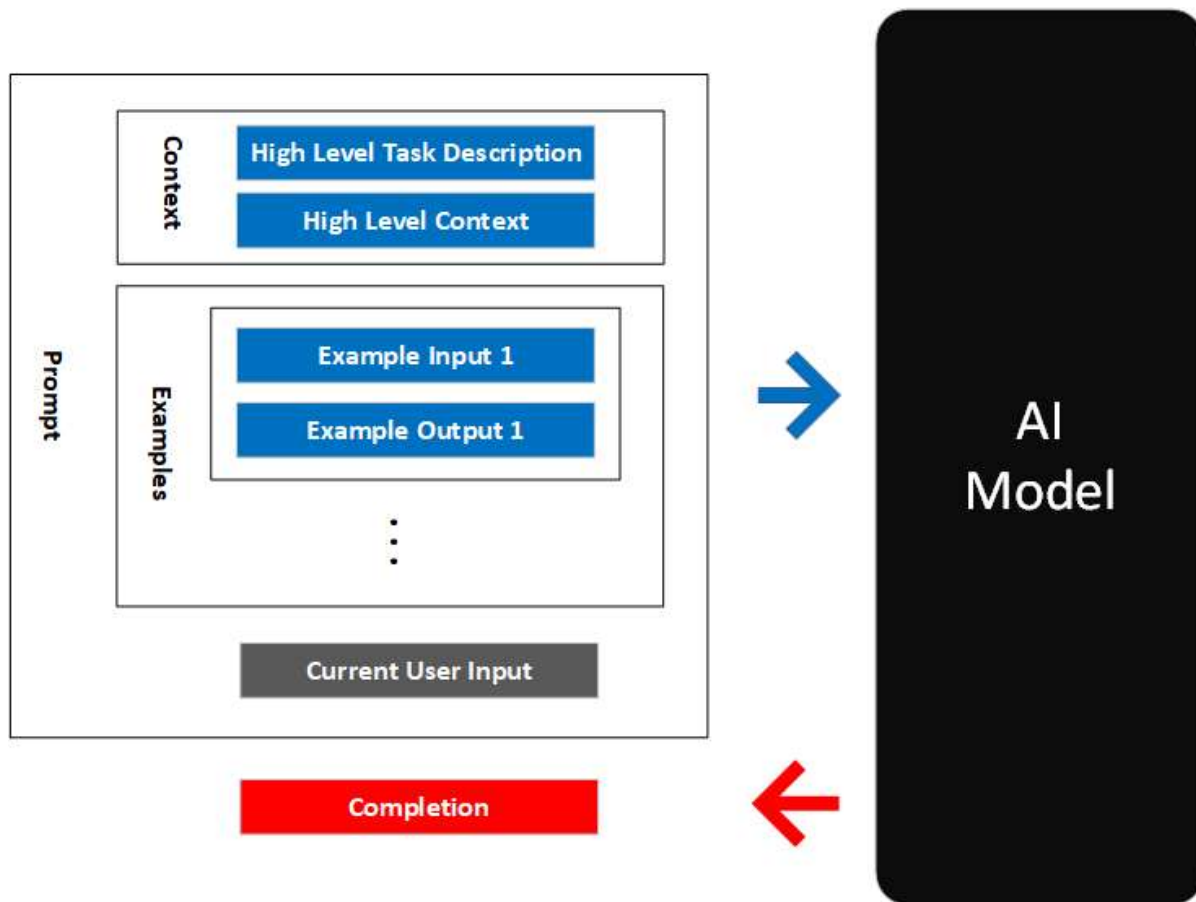 Context
High Level Task Description
High Level Context
Prompt
Examples
Example Input 1
Example Output 1
...
Current User Input
Completion
AI
Model